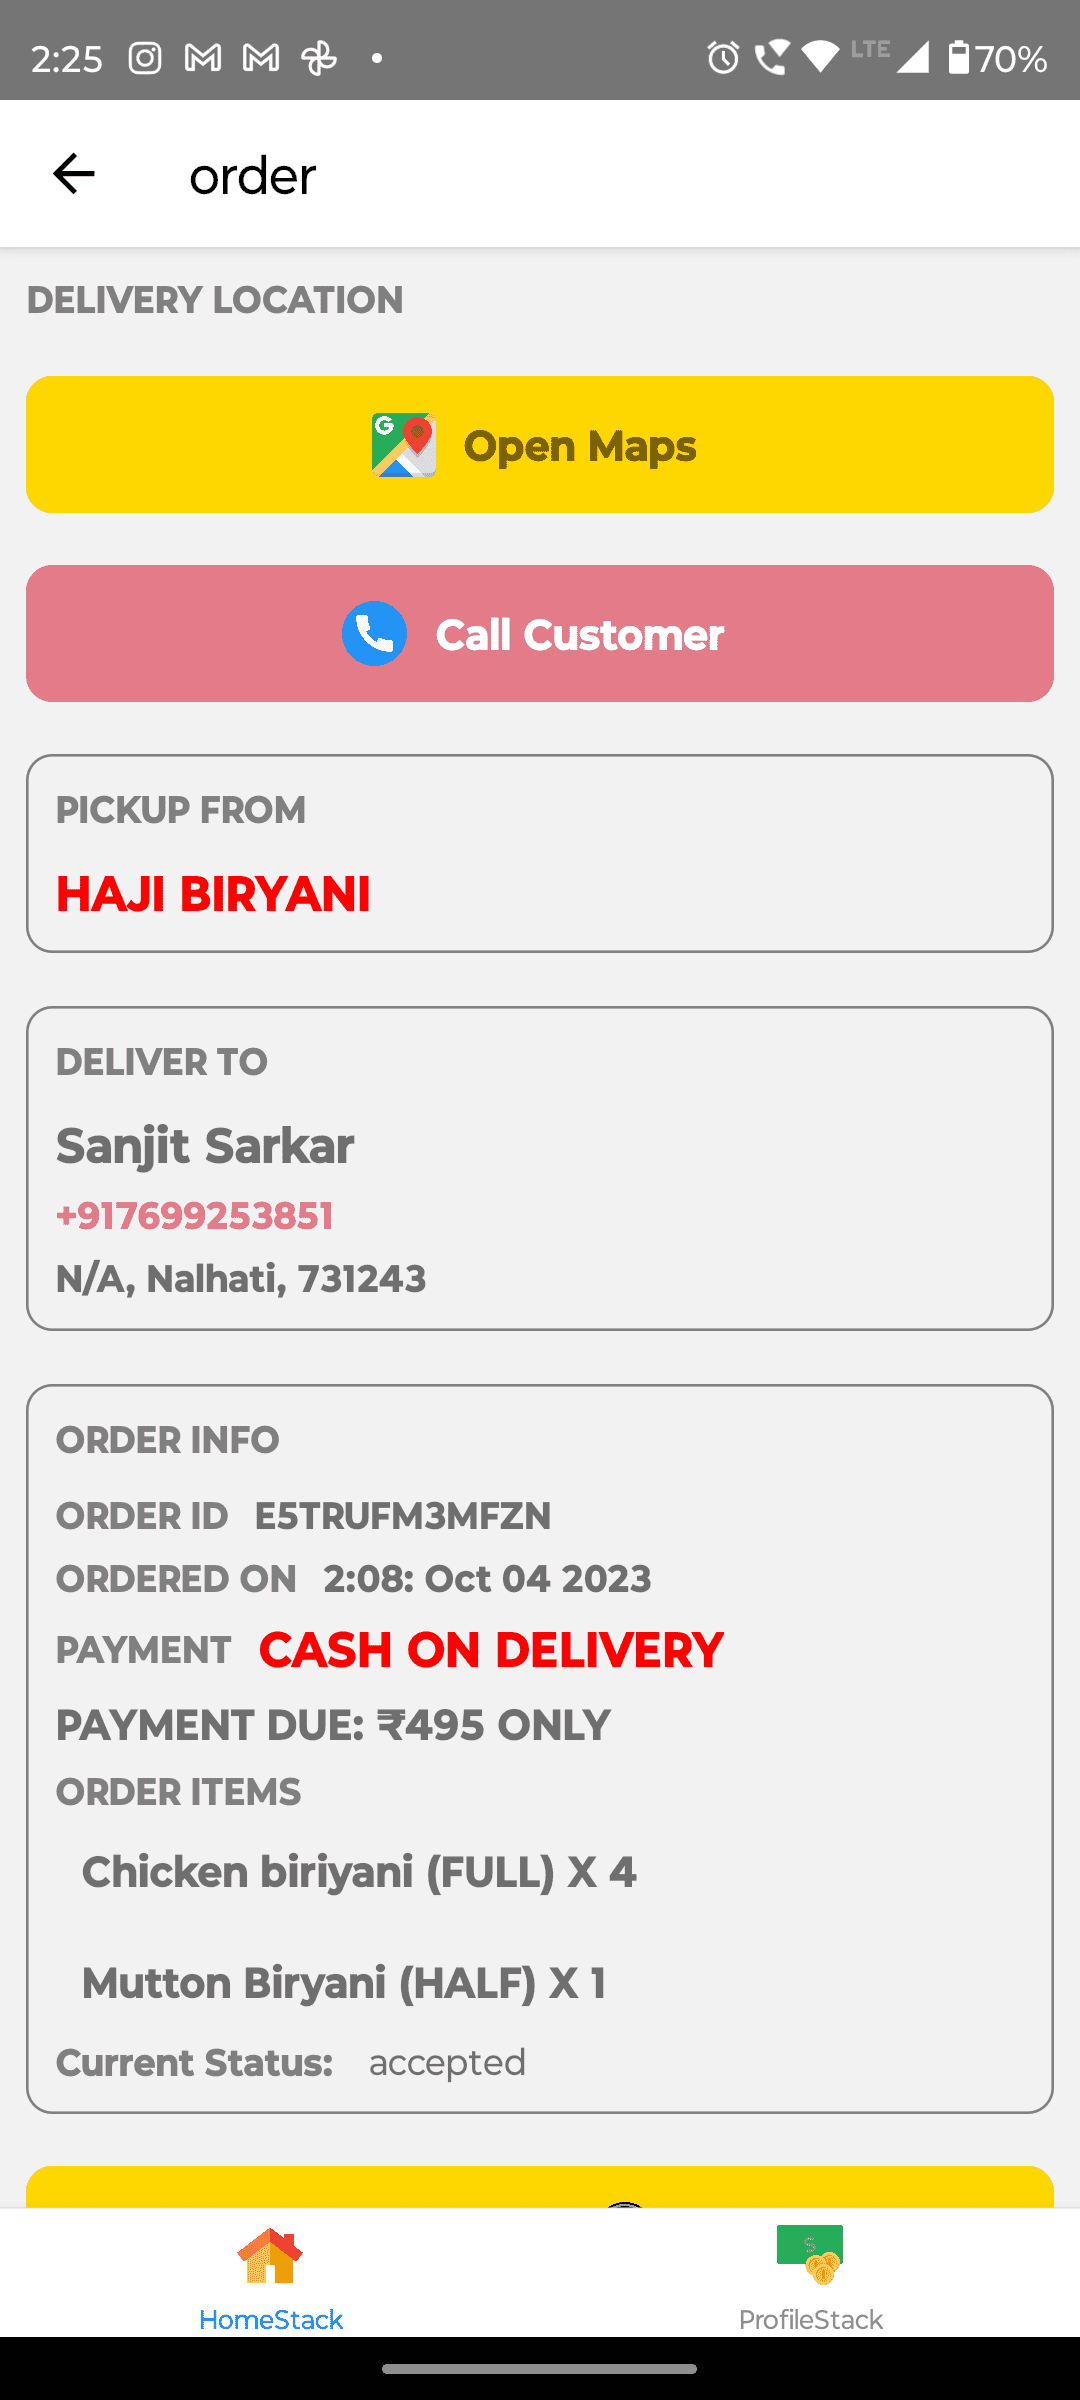 2:25 LTE 70%
order
DELIVERY LOCATION
G Open Maps
Call Customer
PICKUP FROM
HAJI BIRYANI
DELIVER TO
Sanjit Sarkar
+917699253851
N/A, Nalhati, 731243
ORDER INFO
ORDER ID E5TRUFM3MFZN
ORDERED ON 2:08: Oct 04 2023
PAYMENT CASH ON DELIVERY
PAYMENT DUE: ₹495 ONLY
ORDER ITEMS
Chicken biriyani (FULL) X 4
Mutton Biryani (HALF) X 1
Current Status: accepted
HomeStack ProfileStack